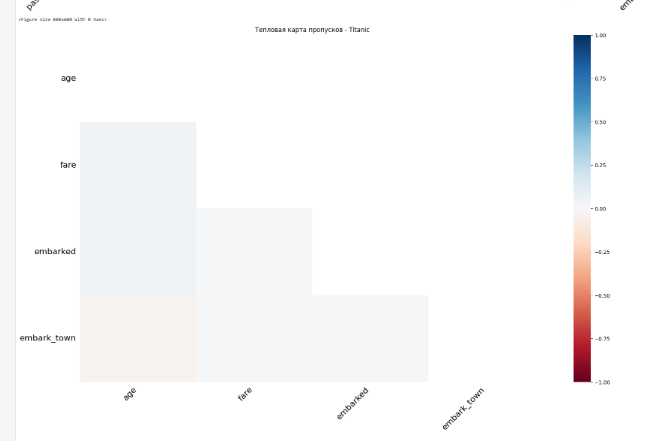 <Figure size 800x600 with 0 Axes>
Тепловая карта пропусков - Titanic
age
fare
embarked
embark_town
age
fare
embarked
embark_town
1.00
0.75
0.50
0.25
0.00
−0.25
−0.50
−0.75
−1.00